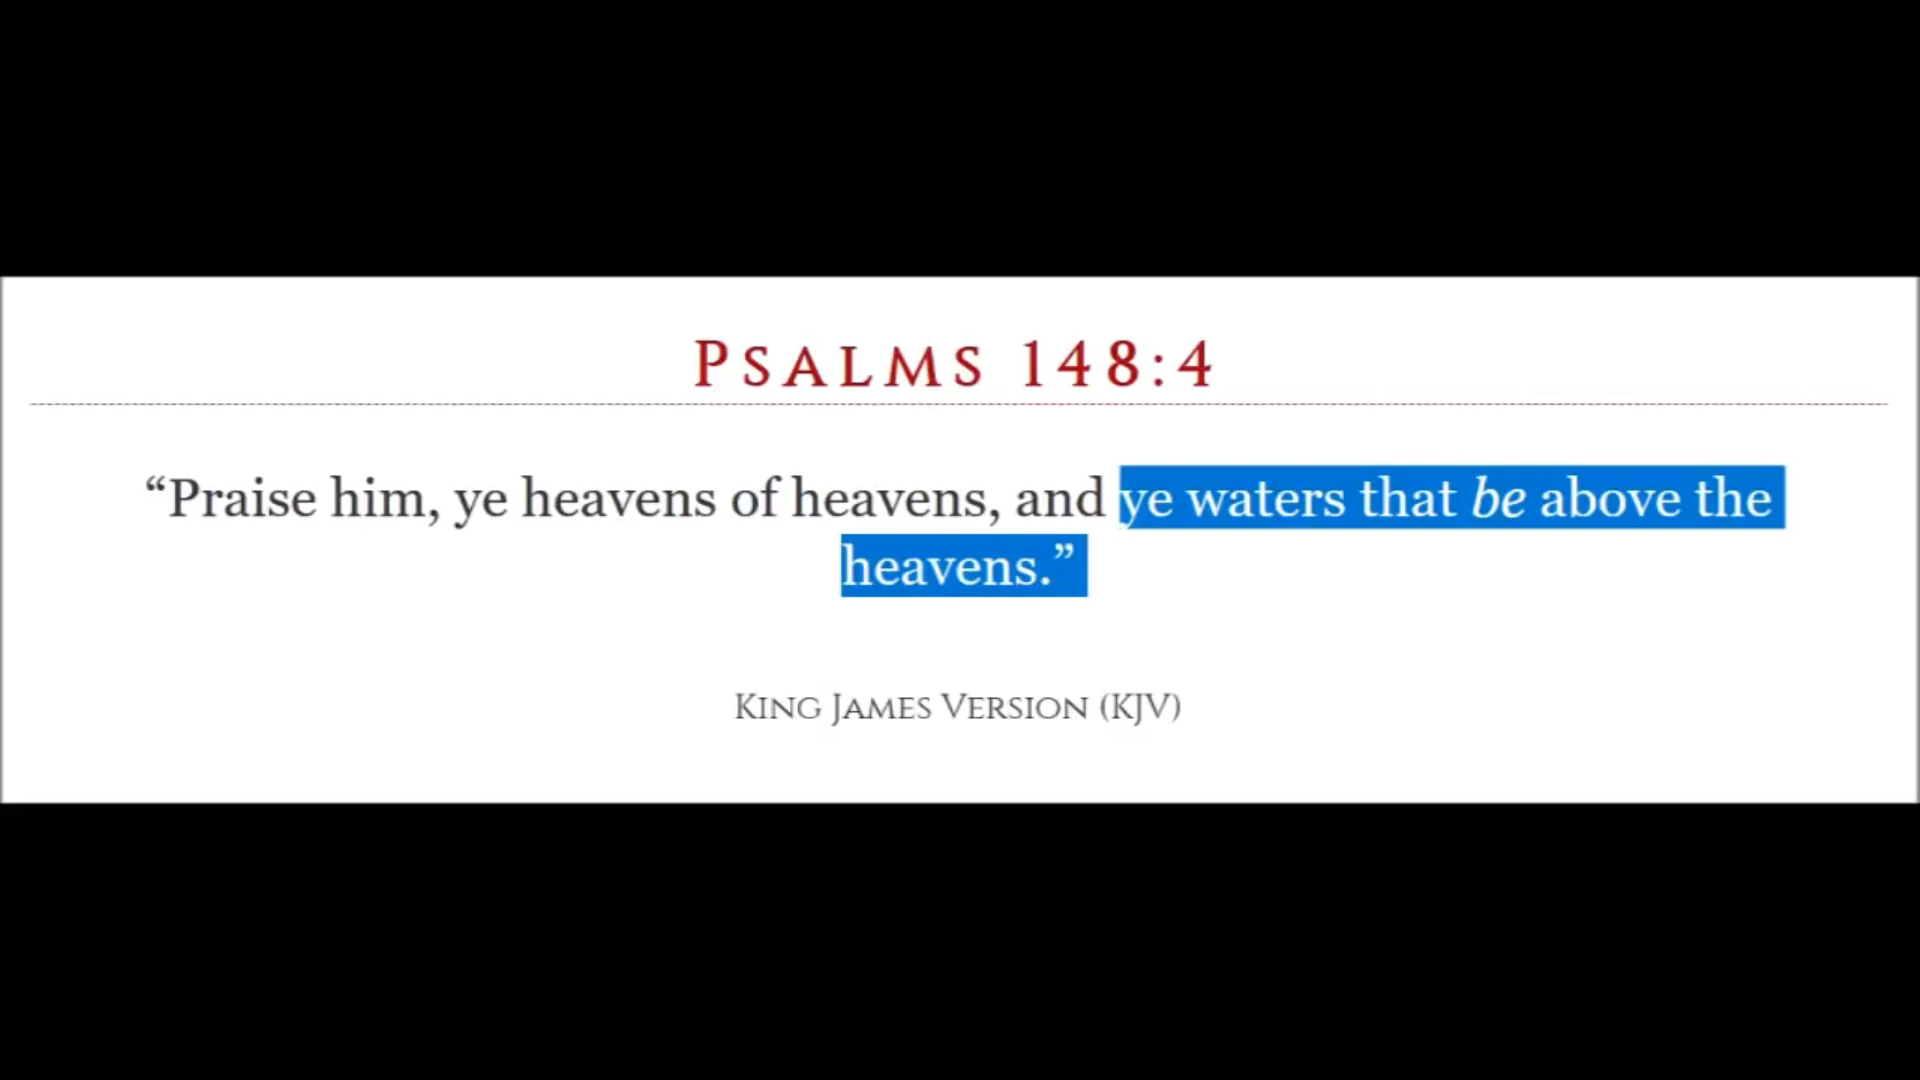 PSALMS 148:4
“Praise him, ye heavens of heavens, and ye waters that be above the
heavens.”
KING JAMES VERSION (KJV)